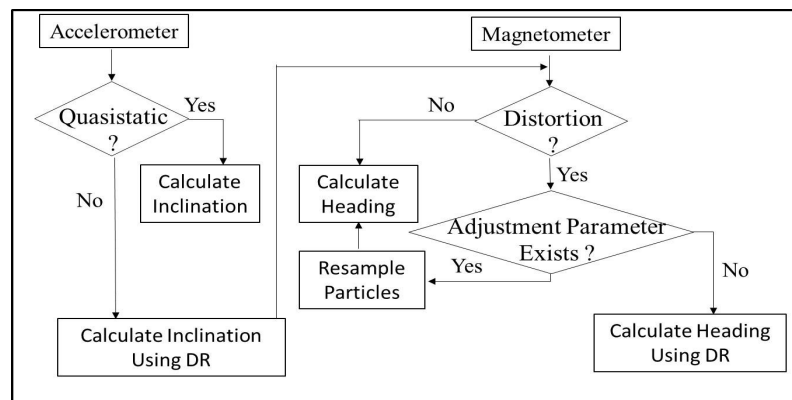 Accelerometer
Magnetometer
Quasistatic
?
Yes
No
Calculate
Inclination
Calculate Inclination
Using DR
Distortion
?
No
Yes
Calculate
Heading
Adjustment Parameter
Exists ?
Yes
Resample
Particles
No
Calculate Heading
Using DR